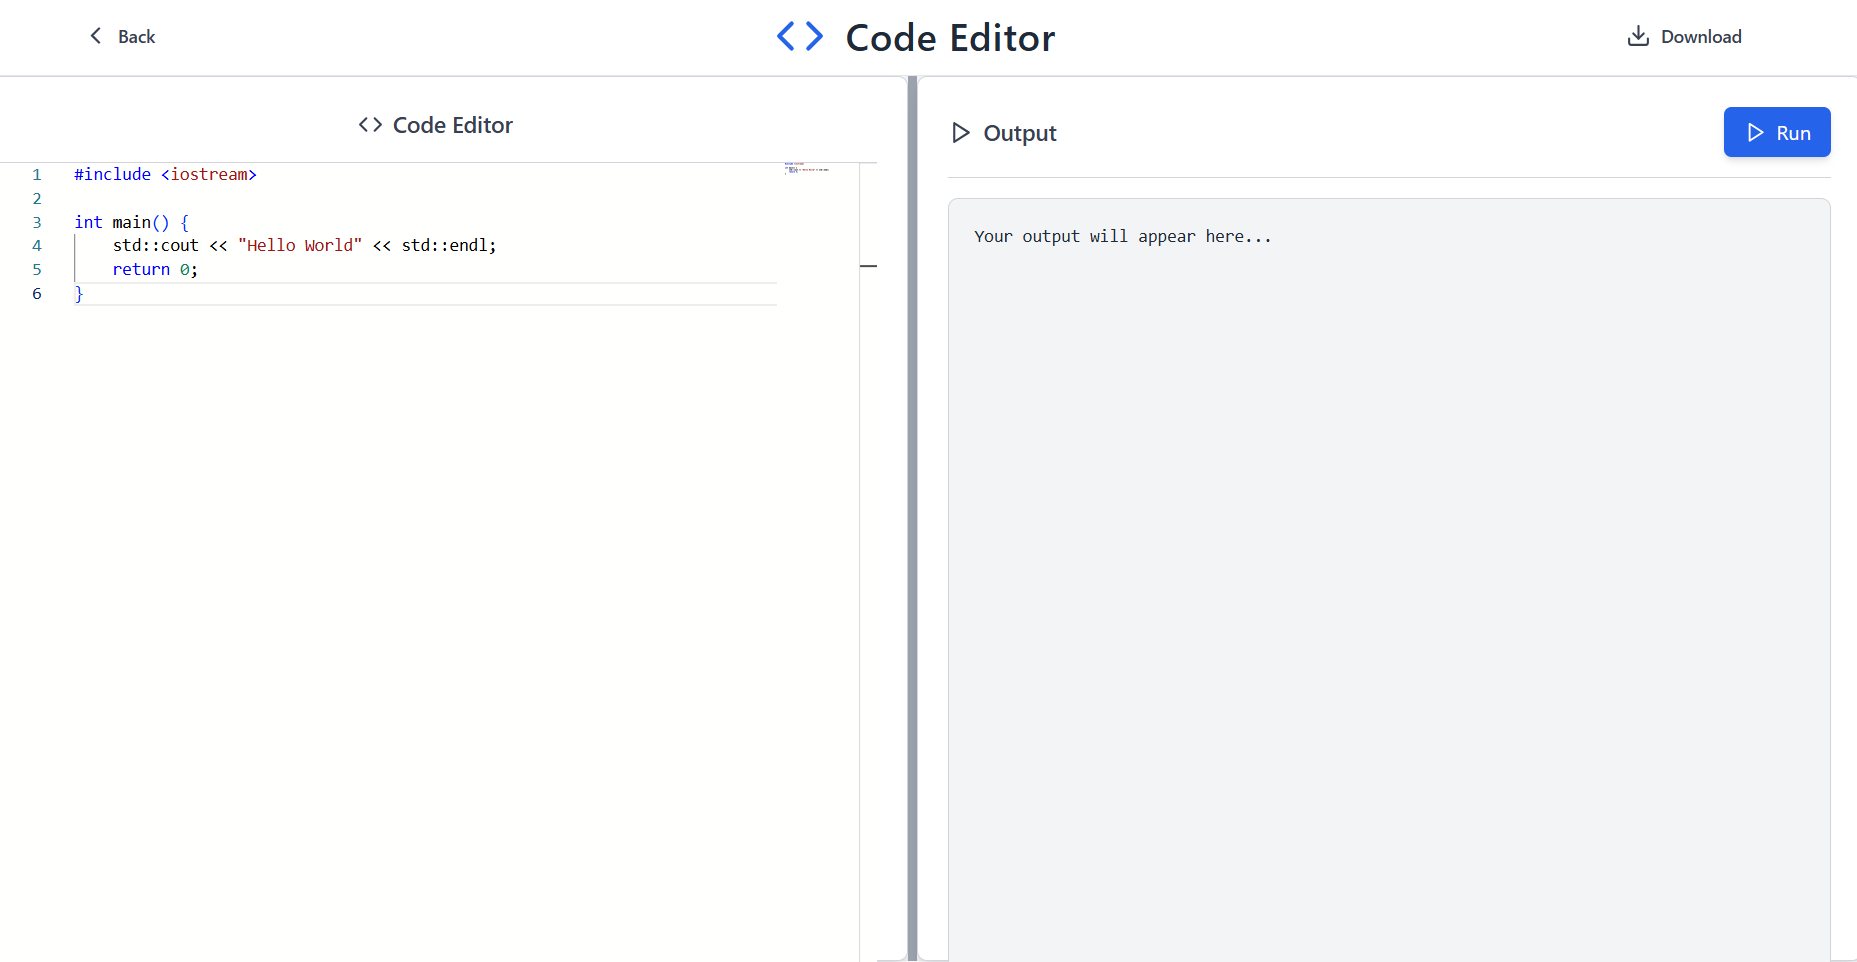 Back
Code Editor
Download
Code Editor
1 #include <iostream>
2
3 int main() {
4     std::cout << "Hello World" << std::endl;
5     return 0;
6 }
Output
Run
Your output will appear here...